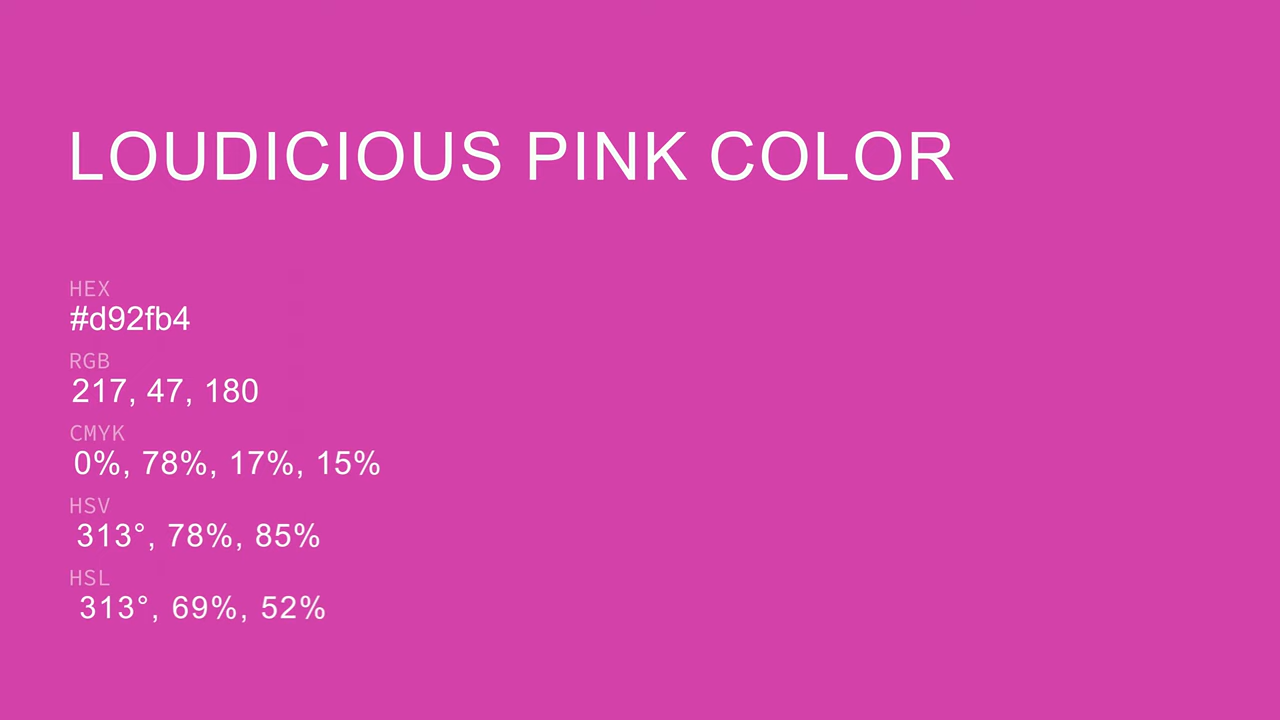 LOUDICIOUS PINK COLOR
HEX
#d92fb4
RGB
217, 47, 180
CMYK
0%, 78%, 17%, 15%
HSV
313°, 78%, 85%
HSL
313°, 69%, 52%